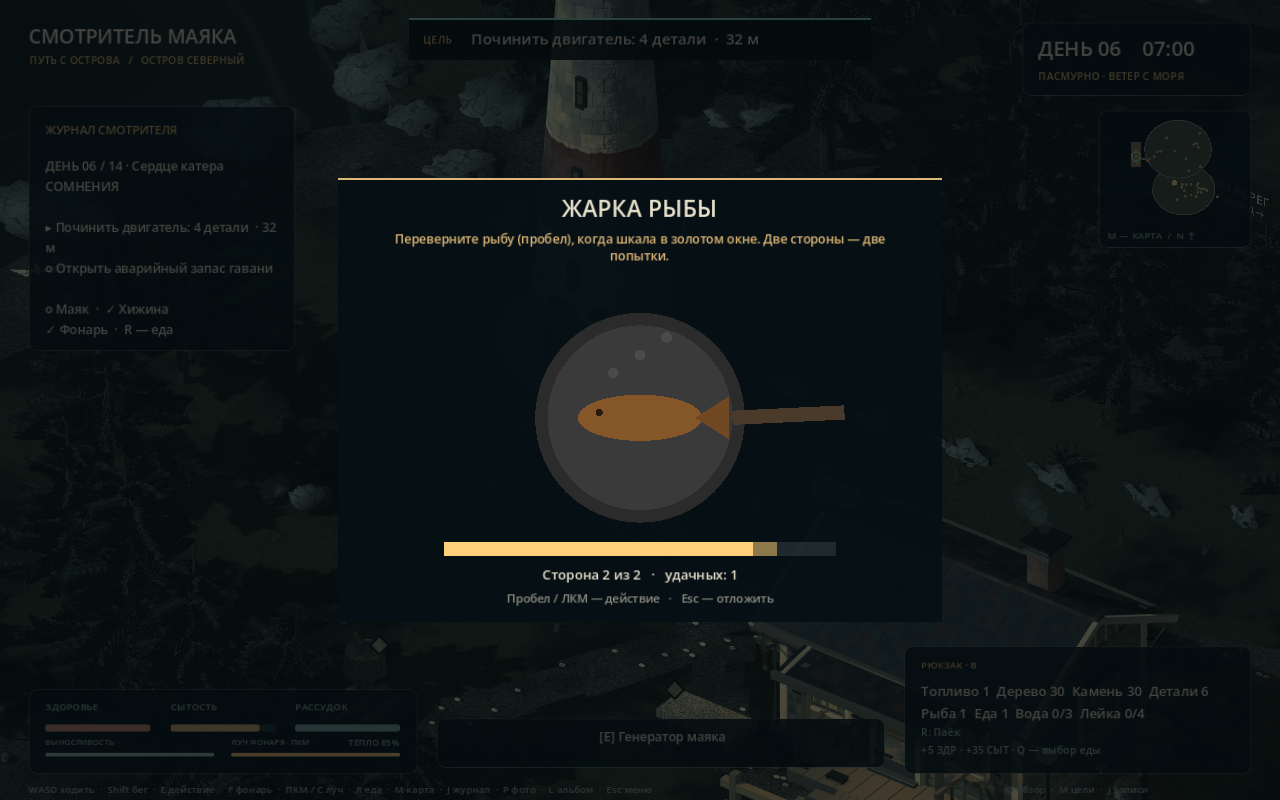 СМОТРИТЕЛЬ МАЯКА
ПУТЬ С ОСТРОВА / ОСТРОВ СЕВЕРНЫЙ
ЦЕЛЬ Починить двигатель: 4 детали · 32 м
ДЕНЬ 06 07:00
ПАСМУРНО · ВЕТЕР С МОРЯ
ЖУРНАЛ СМОТРИТЕЛЯ
ДЕНЬ 06 / 14 · Сердце катера
СОМНЕНИЯ
▸ Починить двигатель: 4 детали · 32
м
○ Открыть аварийный запас гавани
○ Маяк · ✓ Хижина
✓ Фонарь · R — еда
М — КАРТА / N ↑
ЖАРКА РЫБЫ
Переверните рыбу (пробел), когда шкала в золотом окне. Две стороны — две
попытки.
Сторона 2 из 2 · удачных: 1
Пробел / ЛКМ — действие · Esc — отложить
ЗДОРОВЬЕ СЫТОСТЬ РАССУДОК
ВЫНОСЛИВОСТЬ ЛУЧ ФОНАРЯ · ПКМ ТЕПЛО 85%
[E] Генератор маяка
РЮКЗАК · B
Топливо 1 Дерево 30 Камень 30 Детали 6
Рыба 1 Еда 1 Вода 0/3 Лейка 0/4
R: Паёк
+5 ЗДР · +35 СЫТ · Q — выбор еды
WASD ходить · Shift бег · E действие · F фонарь · ПКМ / C луч · R еда · M карта · J журнал · P фото · L альбом · Esc меню
обзор · M цели · J записи